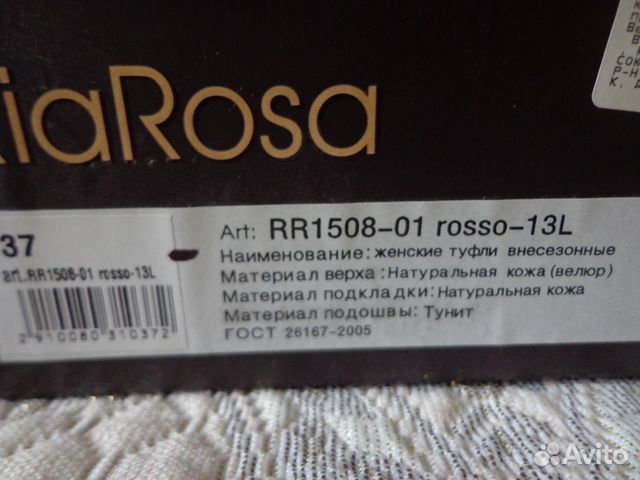 iaRosa
37
art.RR1508-01 rosso-13L
2910080310372
Art: RR1508-01 rosso-13L
Наименование:женские туфли внесезонные
Материал верха:Натуральная кожа(велюр)
Материал подкладки:Натуральная кожа
Материал подошвы: Тунит
ГОСТ 26167-2005
Avito